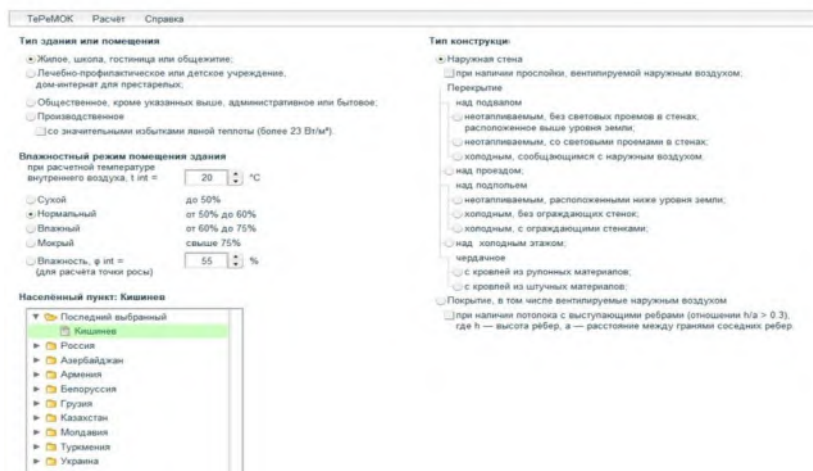 ТеРеМОК Расчёт Справка
Тип здания или помещения
Жилое, школа, гостиница или общежитие;
Лечебно-профилактическое или детское учреждение,
дом-интернат для престарелых;
Общественное, кроме указанных выше, административное или бытовое;
Производственное
со значительными избытками явной теплоты (более 23 Вт/м³).
Влажностный режим помещения здания
при расчетной температуре
внутреннего воздуха, t int = 20 °C
Сухой до 50%
Нормальный от 50% до 60%
Влажный от 60% до 75%
Мокрый свыше 75%
Влажность, φ int = 55 %
(для расчёта точки росы)
Населённый пункт: Кишинев
Последний выбранный
Кишинев
Россия
Азербайджан
Армения
Белоруссия
Грузия
Казахстан
Молдавия
Туркмения
Украина
Тип конструкци
Наружная стена
при наличии прослойки, вентилируемой наружным воздухом;
Перекрытие
над подвалом
неотапливаемым, без световых проемов в стенах,
расположенное выше уровня земли;
неотапливаемым, со световыми проемами в стенах;
холодным, сообщающимся с наружным воздухом.
над проездом;
над подпольем
неотапливаемым, расположенными ниже уровня земли;
холодным, без ограждающих стенок;
холодным, с ограждающими стенками;
над холодным этажом;
чердачное
с кровлей из рулонных материалов;
с кровлей из штучных материалов;
Покрытие, в том числе вентилируемые наружным воздухом
при наличии потолока с выступающими ребрами (отношении h/a > 0.3),
где h — высота рёбер, a — расстояние между гранями соседних ребер.